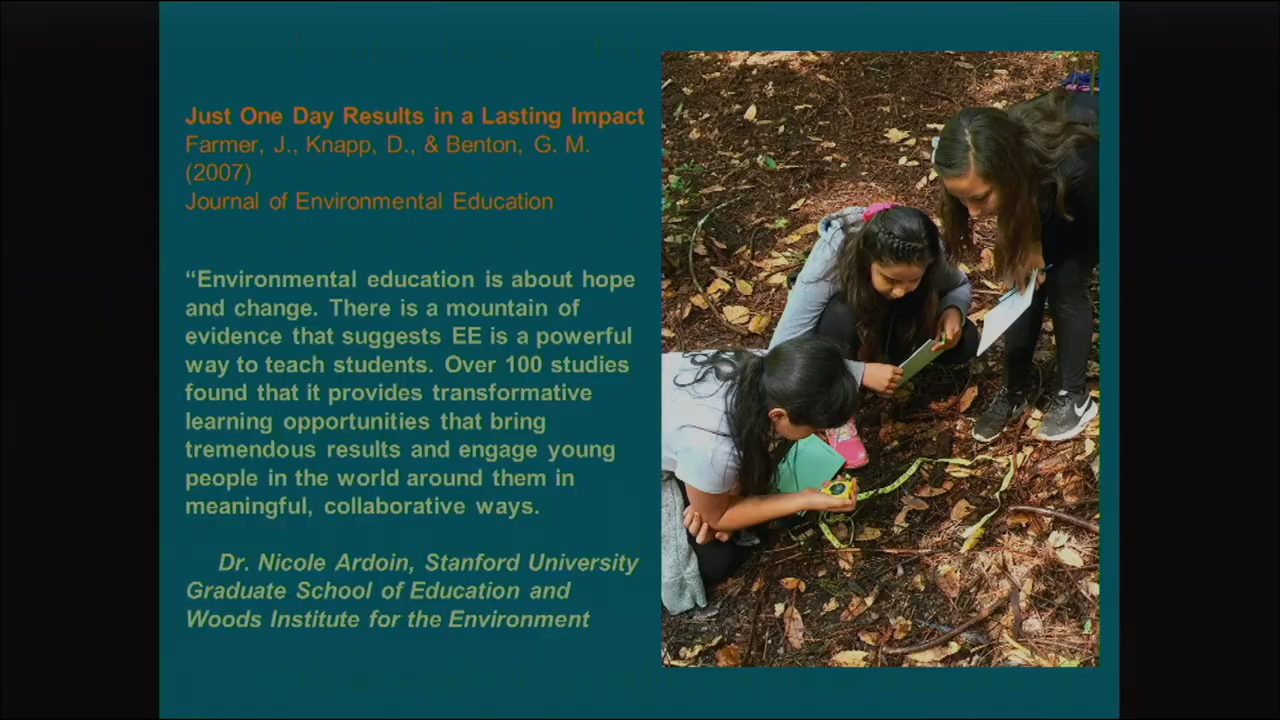 Just One Day Results in a Lasting Impact
Farmer, J., Knapp, D., & Benton, G. M.
(2007)
Journal of Environmental Education
“Environmental education is about hope
and change. There is a mountain of
evidence that suggests EE is a powerful
way to teach students. Over 100 studies
found that it provides transformative
learning opportunities that bring
tremendous results and engage young
people in the world around them in
meaningful, collaborative ways.
Dr. Nicole Ardoin, Stanford University
Graduate School of Education and
Woods Institute for the Environment